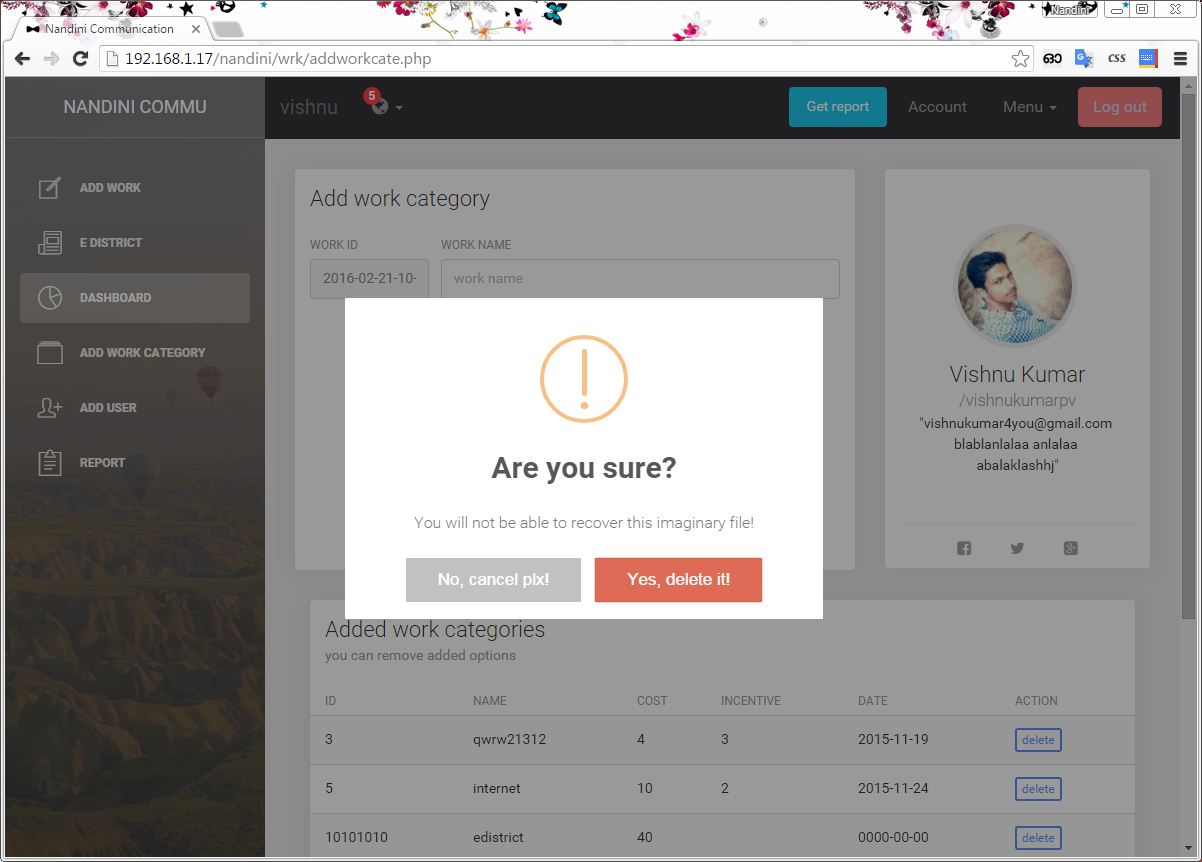 Nandini Communication
Nandini
192.168.1.17/nandini/wrk/addworkcate.php
css
NANDINI COMMU
vishnu
5
Get report
Account
Menu
Log out
ADD WORK
E DISTRICT
DASHBOARD
ADD WORK CATEGORY
ADD USER
REPORT
Add work category
WORK ID
WORK NAME
2016-02-21-10-
work name
Are you sure?
You will not be able to recover this imaginary file!
No, cancel plx!
Yes, delete it!
Vishnu Kumar
/vishnukumarpv
"vishnukumar4you@gmail.com
blablanlalaa anlalaa
abalaklashhj"
Added work categories
you can remove added options
ID NAME COST INCENTIVE DATE ACTION
3 qwrw21312 4 3 2015-11-19 delete
5 internet 10 2 2015-11-24 delete
10101010 edistrict 40 0000-00-00 delete